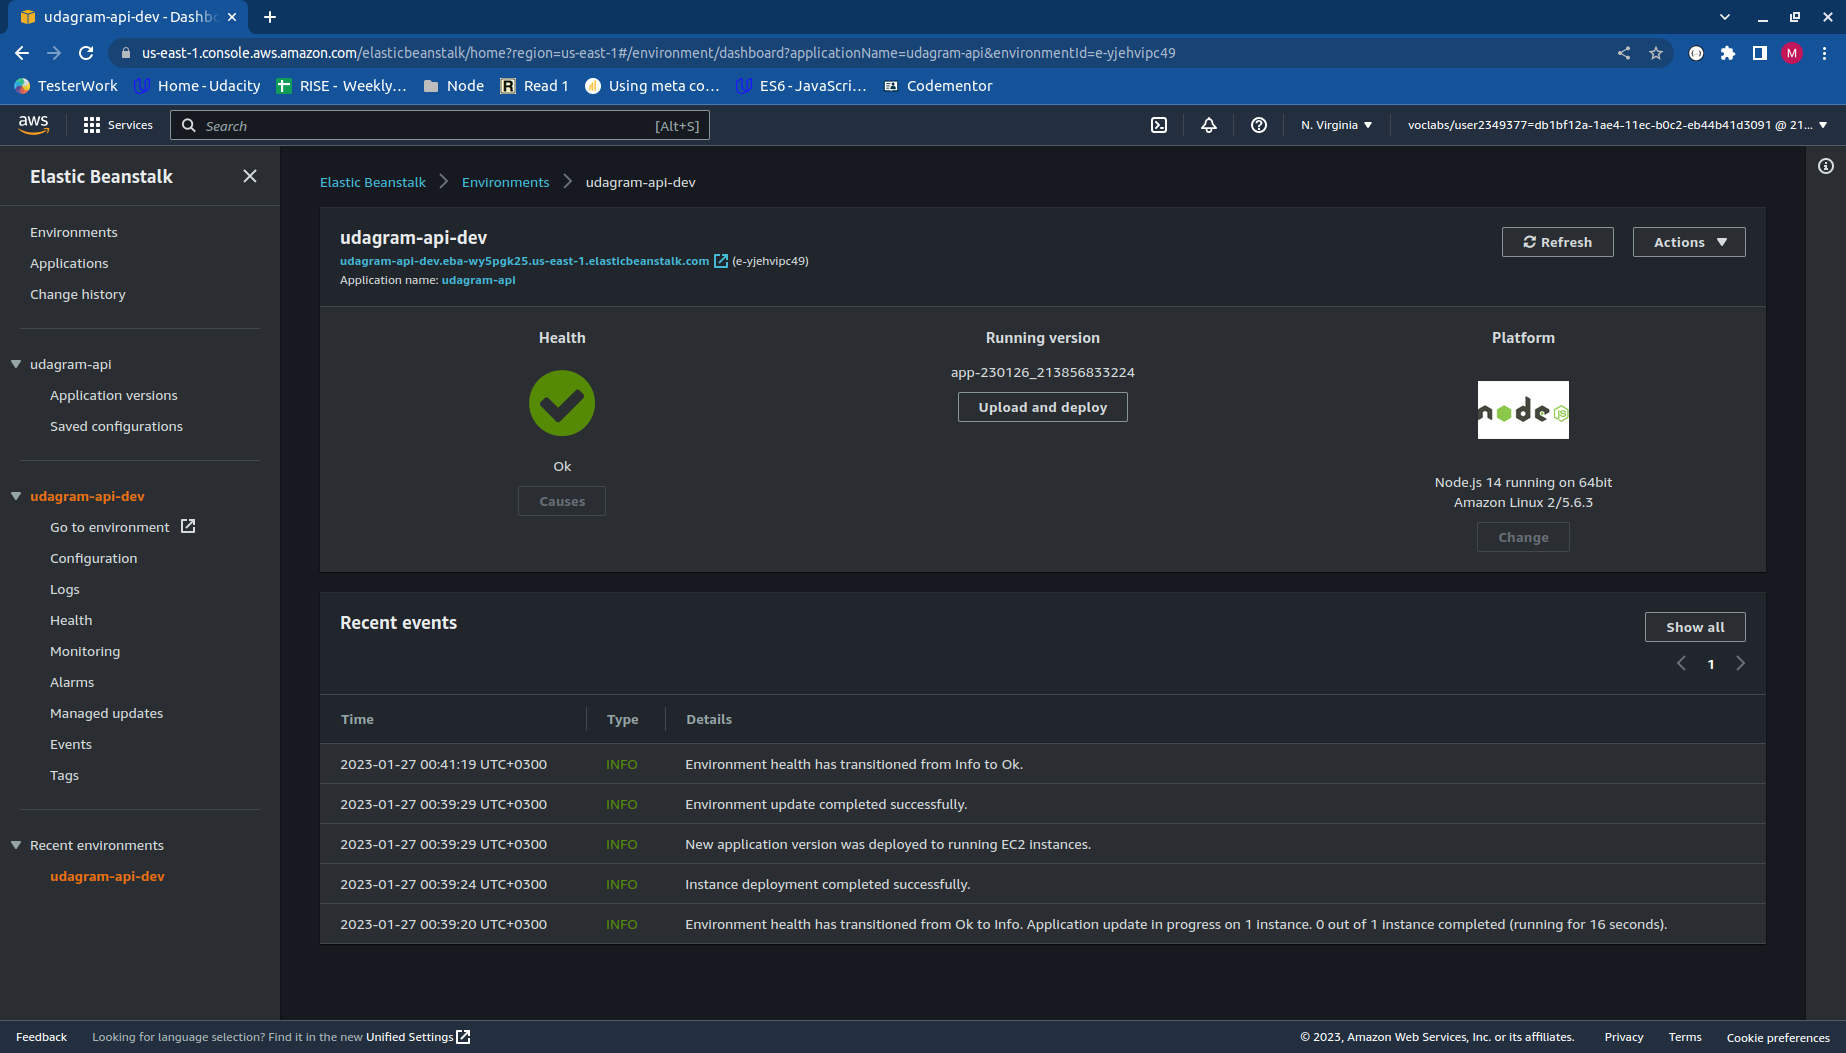 udagram-api-dev - Dashb
us-east-1.console.aws.amazon.com/elasticbeanstalk/home?region=us-east-1#/environment/dashboard?applicationName=udagram-api&environmentId=e-yjehvipc49
M
TesterWork
Home - Udacity
RISE - Weekly...
Node
R Read 1
Using meta co...
ES6 - JavaScri...
Codementor
aws
Services
Search
[Alt+S]
N. Virginia
voclabs/user2349377=db1bf12a-1ae4-11ec-b0c2-eb44b41d3091 @ 21...
Elastic Beanstalk
Environments
Applications
Change history
udagram-api
Application versions
Saved configurations
udagram-api-dev
Go to environment
Configuration
Logs
Health
Monitoring
Alarms
Managed updates
Events
Tags
Recent environments
udagram-api-dev
Elastic Beanstalk
Environments
udagram-api-dev
udagram-api-dev
udagram-api-dev.eba-wy5pgk25.us-east-1.elasticbeanstalk.com (e-yjehvipc49)
Application name: udagram-api
Refresh
Actions
Health
Ok
Causes
Running version
app-230126_213856833224
Upload and deploy
Platform
node JS
Node.js 14 running on 64bit
Amazon Linux 2/5.6.3
Change
Recent events
Show all
1
Time Type Details
2023-01-27 00:41:19 UTC+0300 INFO Environment health has transitioned from Info to Ok.
2023-01-27 00:39:29 UTC+0300 INFO Environment update completed successfully.
2023-01-27 00:39:29 UTC+0300 INFO New application version was deployed to running EC2 instances.
2023-01-27 00:39:24 UTC+0300 INFO Instance deployment completed successfully.
2023-01-27 00:39:20 UTC+0300 INFO Environment health has transitioned from Ok to Info. Application update in progress on 1 instance. 0 out of 1 instance completed (running for 16 seconds).
Feedback
Looking for language selection? Find it in the new Unified Settings
© 2023, Amazon Web Services, Inc. or its affiliates.
Privacy
Terms
Cookie preferences